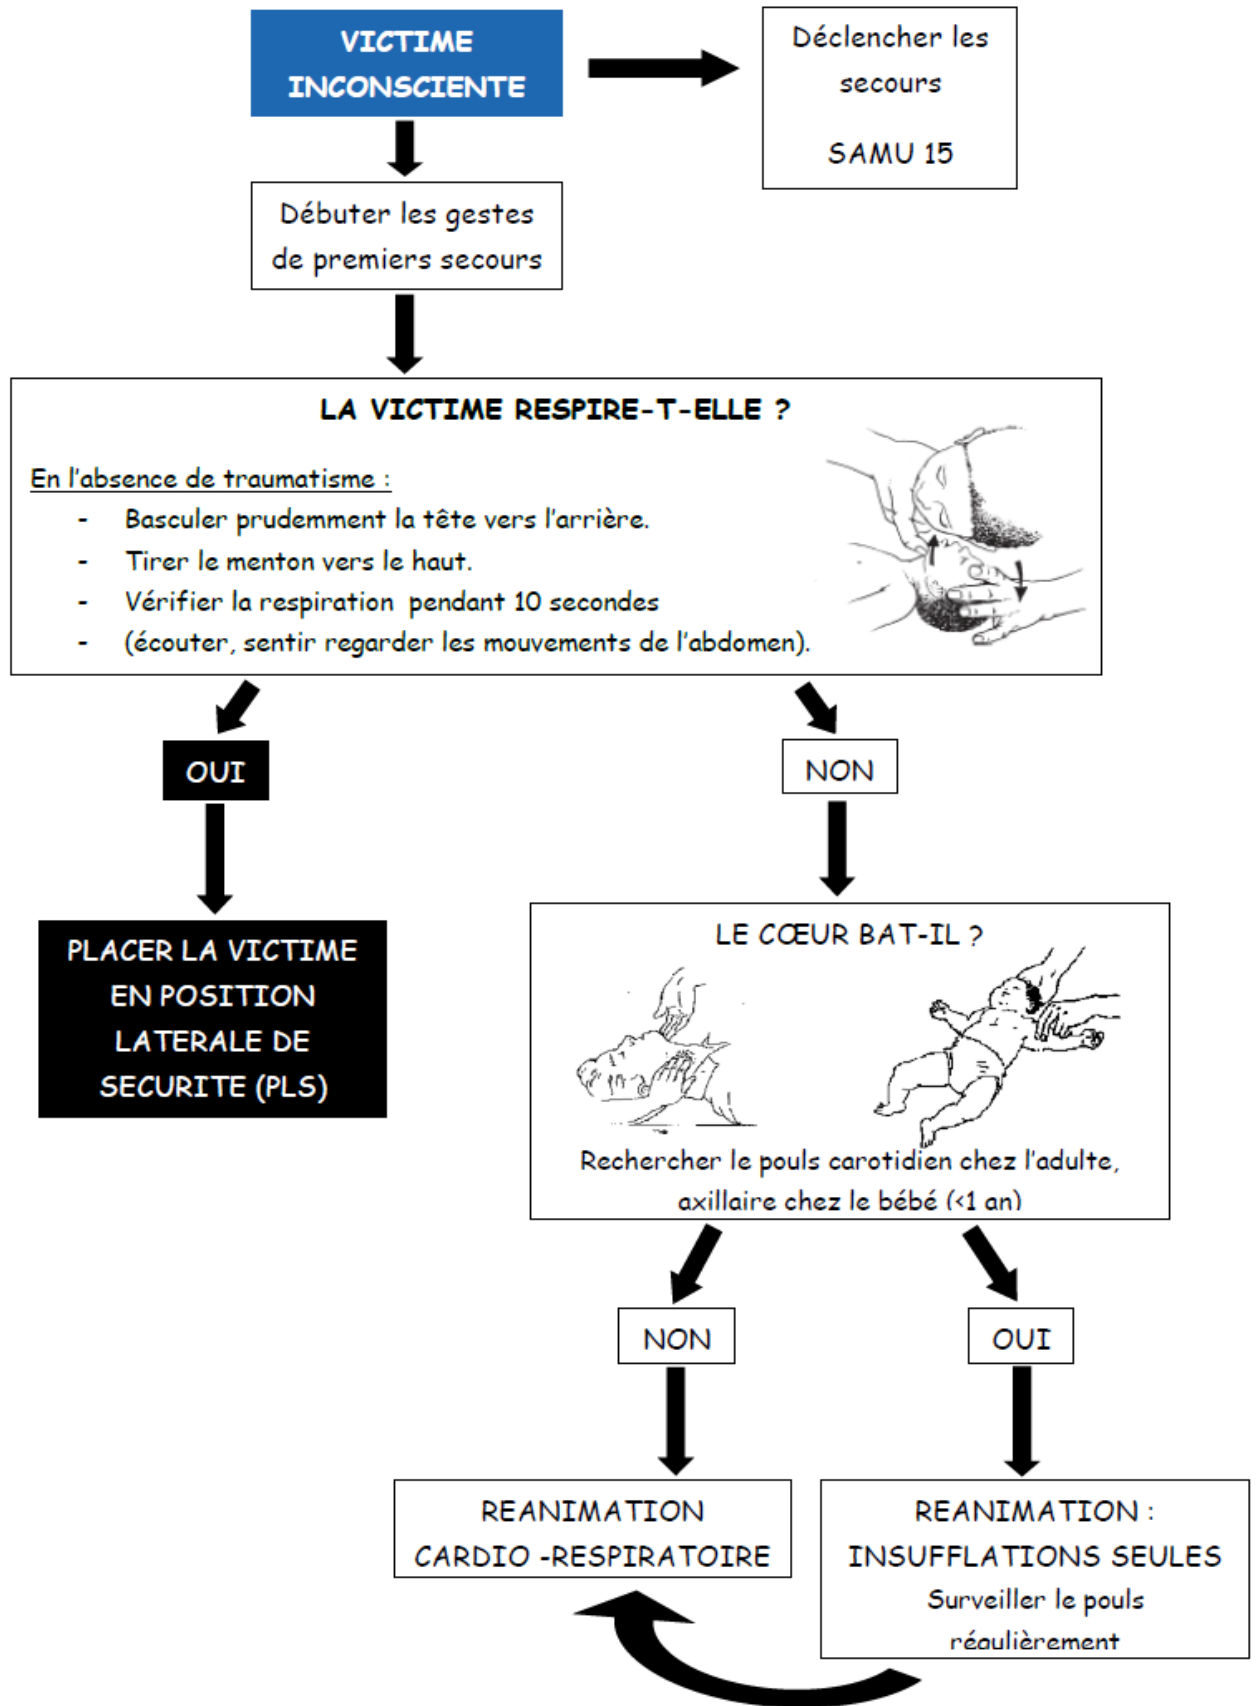 VICTIME
INCONSCIENTE
Déclencher les
secours
SAMU 15
Débuter les gestes
de premiers secours
LA VICTIME RESPIRE-T-ELLE ?
En l'absence de traumatisme :
- Basculer prudemment la tête vers l'arrière.
- Tirer le menton vers le haut.
- Vérifier la respiration pendant 10 secondes
- (écouter, sentir regarder les mouvements de l'abdomen).
OUI
NON
PLACER LA VICTIME
EN POSITION
LATERALE DE
SECURITE (PLS)
LE CŒUR BAT-IL ?
Rechercher le pouls carotidien chez l'adulte,
axillaire chez le bébé (<1 an)
NON
OUI
REANIMATION
CARDIO -RESPIRATOIRE
REANIMATION :
INSUFFLATIONS SEULES
Surveiller le pouls
régulièrement